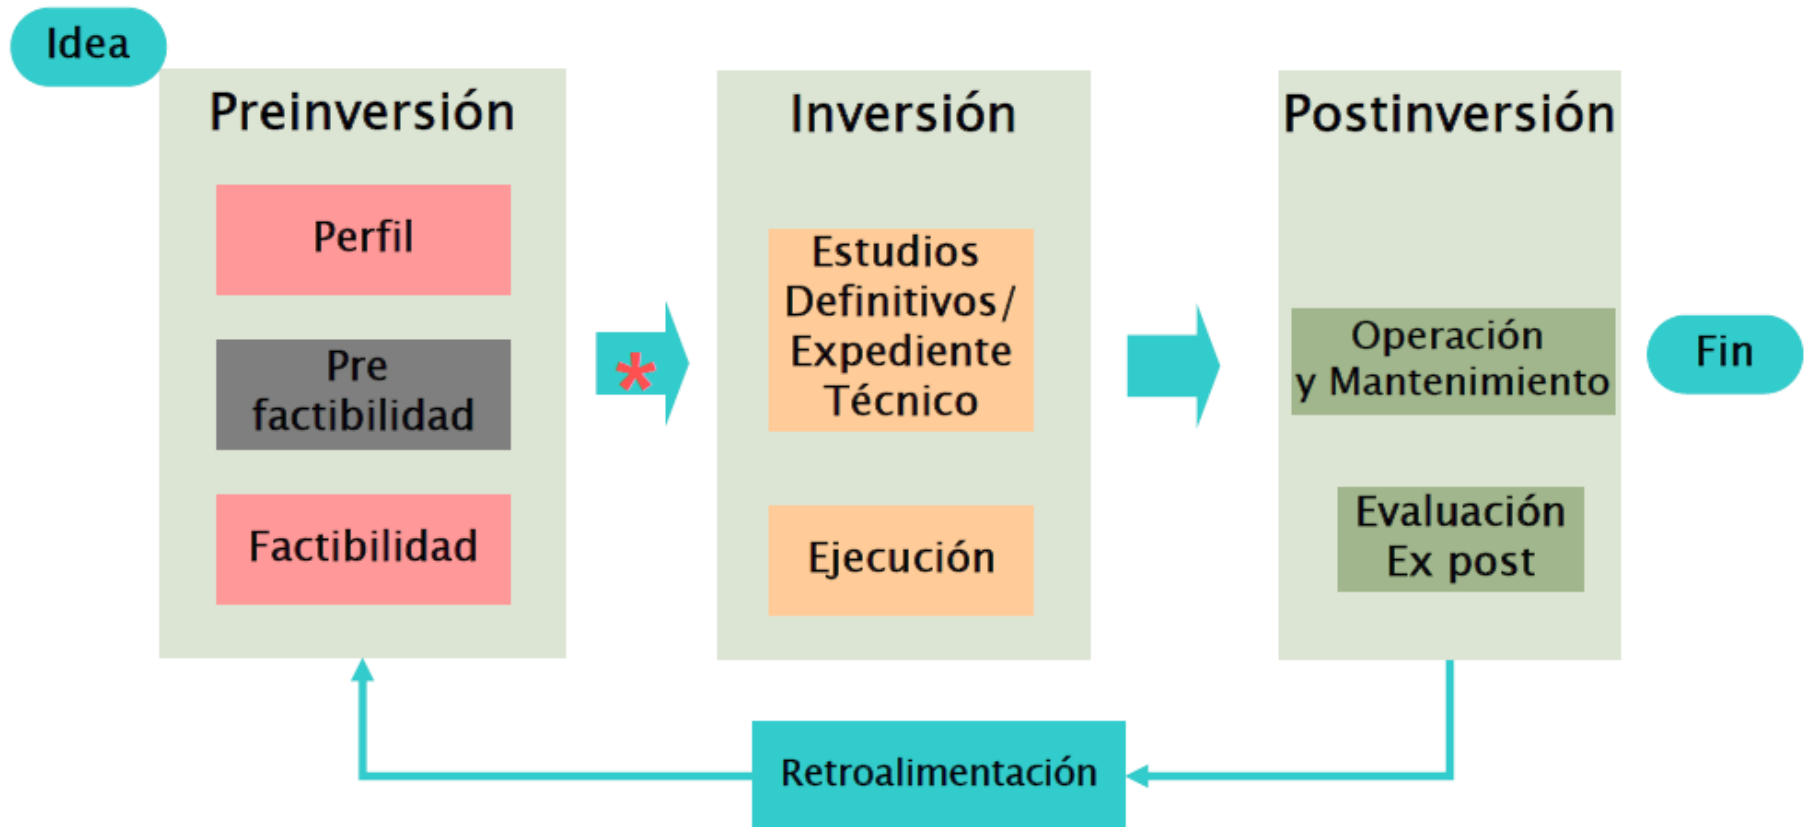 Idea
Preinversión
Perfil
Pre
factibilidad
Factibilidad
*
Inversión
Estudios
Definitivos/
Expediente
Técnico
Ejecución
Postinversión
Operación
y Mantenimiento
Evaluación
Ex post
Fin
Retroalimentación